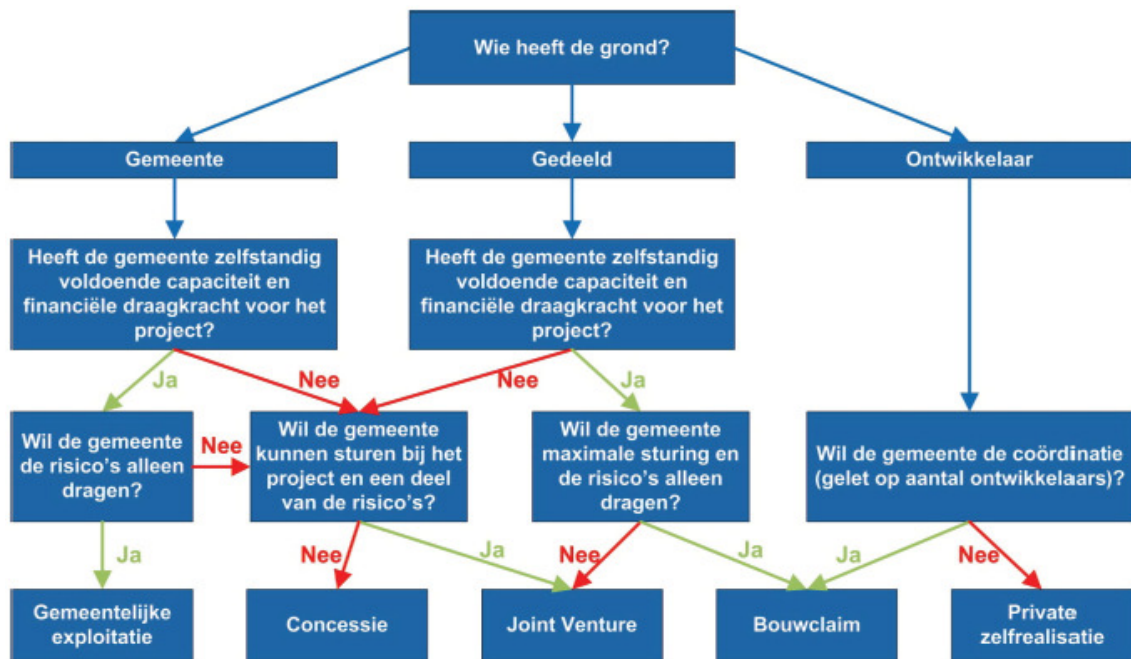 Wie heeft de grond?
Gemeente
Gedeeld
Ontwikkelaar
Heeft de gemeente zelfstandig
voldoende capaciteit en
financiële draagkracht voor het
project?
Heeft de gemeente zelfstandig
voldoende capaciteit en
financiële draagkracht voor het
project?
Ja
Nee
Nee
Ja
Wil de gemeente
de risico's alleen
dragen?
Nee
Wil de gemeente
kunnen sturen bij het
project en een deel
van de risico's?
Wil de gemeente
maximale sturing en
de risico's alleen
dragen?
Wil de gemeente de coördinatie
(gelet op aantal ontwikkelaars)?
Ja
Nee
Ja
Nee
Ja
Ja
Nee
Gemeentelijke
exploitatie
Concessie
Joint Venture
Bouwclaim
Private
zelfrealisatie